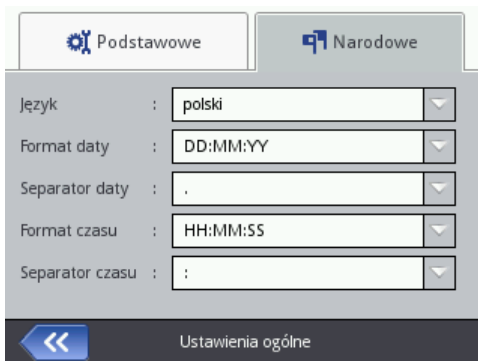 Podstawowe Narodowe
Język : polski
Format daty : DD:MM:YY
Separator daty : .
Format czasu : HH:MM:SS
Separator czasu : :
Ustawienia ogólne